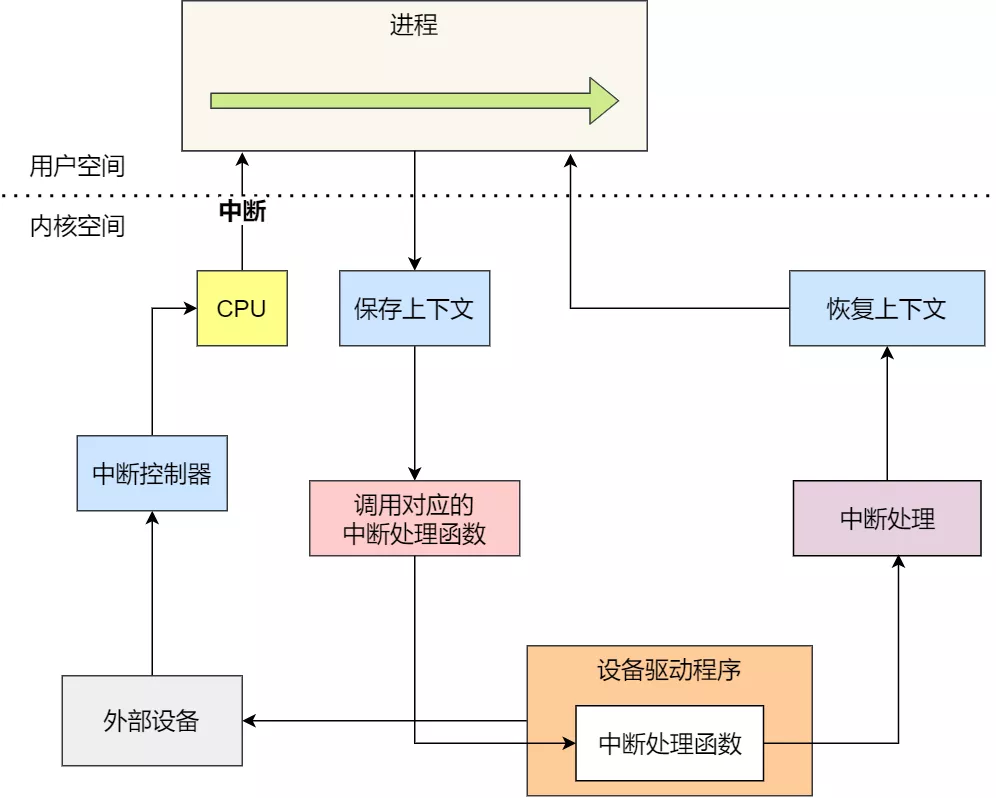 进程
用户空间
中断
内核空间
CPU
保存上下文
恢复上下文
中断控制器
调用对应的
中断处理函数
中断处理
设备驱动程序
外部设备
中断处理函数